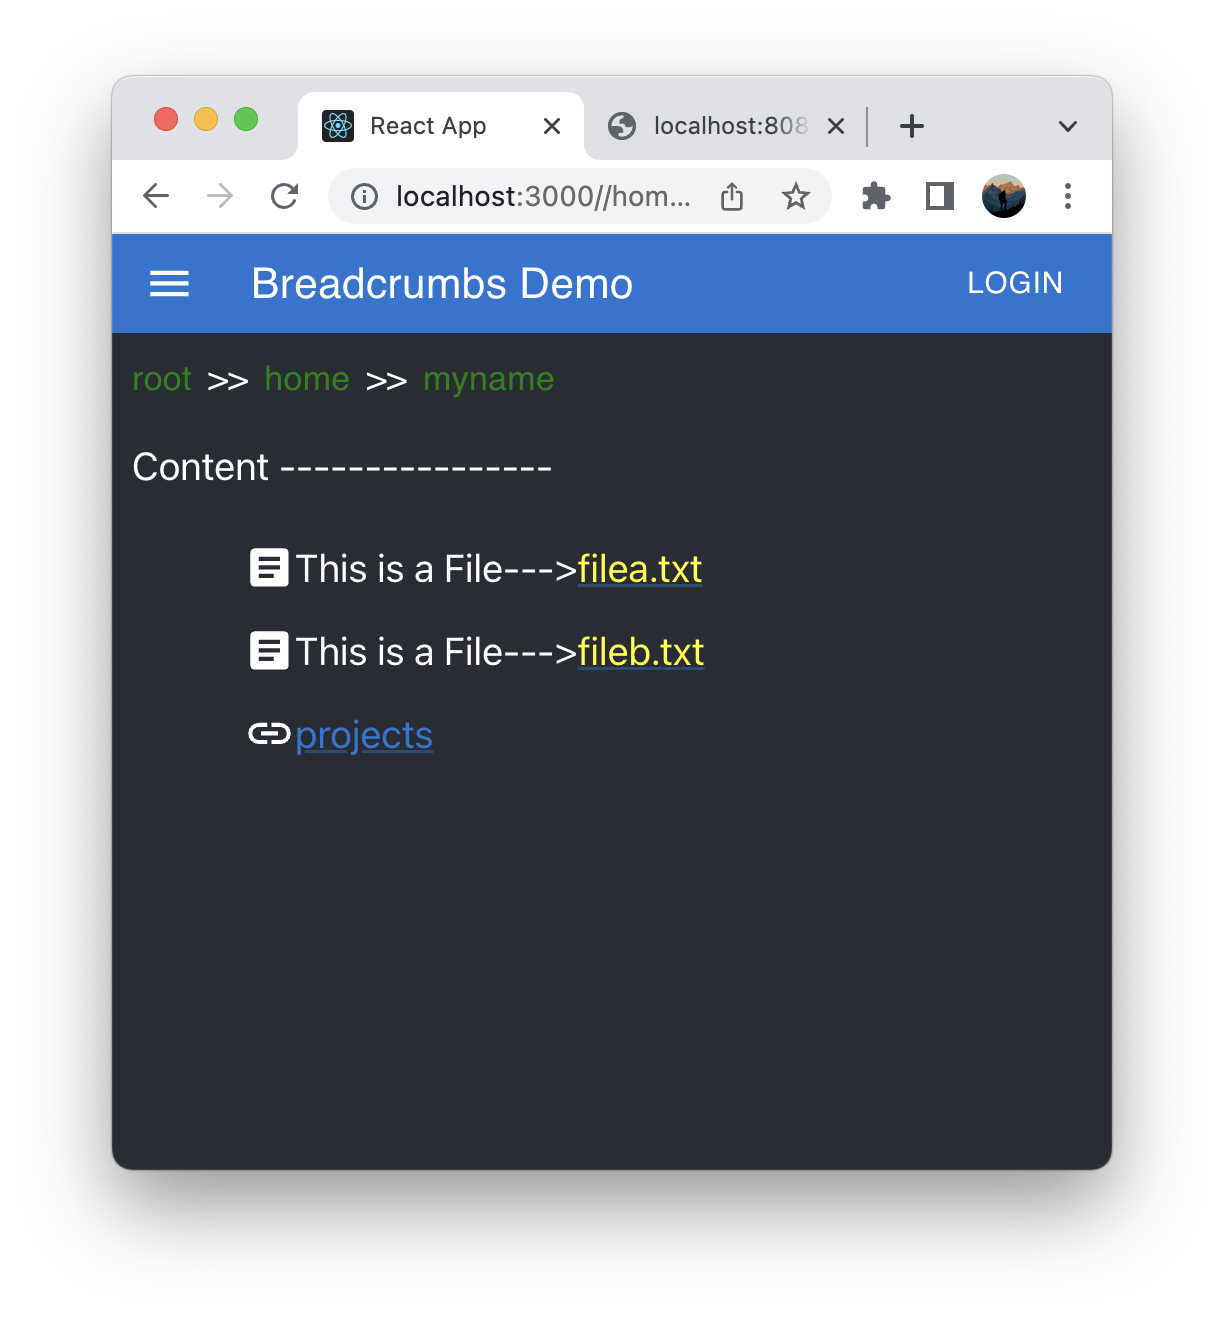 React App localhost:808
localhost:3000//hom...
Breadcrumbs Demo LOGIN
root >> home >> myname
Content ----------------
This is a File--->filea.txt
This is a File--->fileb.txt
projects